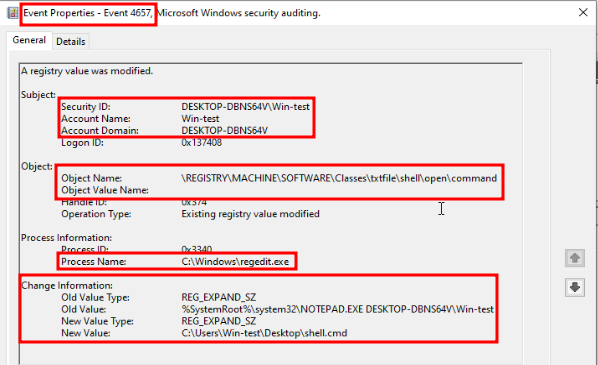 Event Properties - Event 4657, Microsoft Windows security auditing.
General Details
A registry value was modified.
Subject:
Security ID: DESKTOP-DBNS64V\Win-test
Account Name: Win-test
Account Domain: DESKTOP-DBNS64V
Logon ID: 0x137408
Object:
Object Name: \REGISTRY\MACHINE\SOFTWARE\Classes\txtfile\shell\open\command
Object Value Name:
Handle ID: 0x374
Operation Type: Existing registry value modified
Process Information:
Process ID: 0x3340
Process Name: C:\Windows\regedit.exe
Change Information:
Old Value Type: REG_EXPAND_SZ
Old Value: %SystemRoot%\system32\NOTEPAD.EXE DESKTOP-DBNS64V\Win-test
New Value Type: REG_EXPAND_SZ
New Value: C:\Users\Win-test\Desktop\shell.cmd